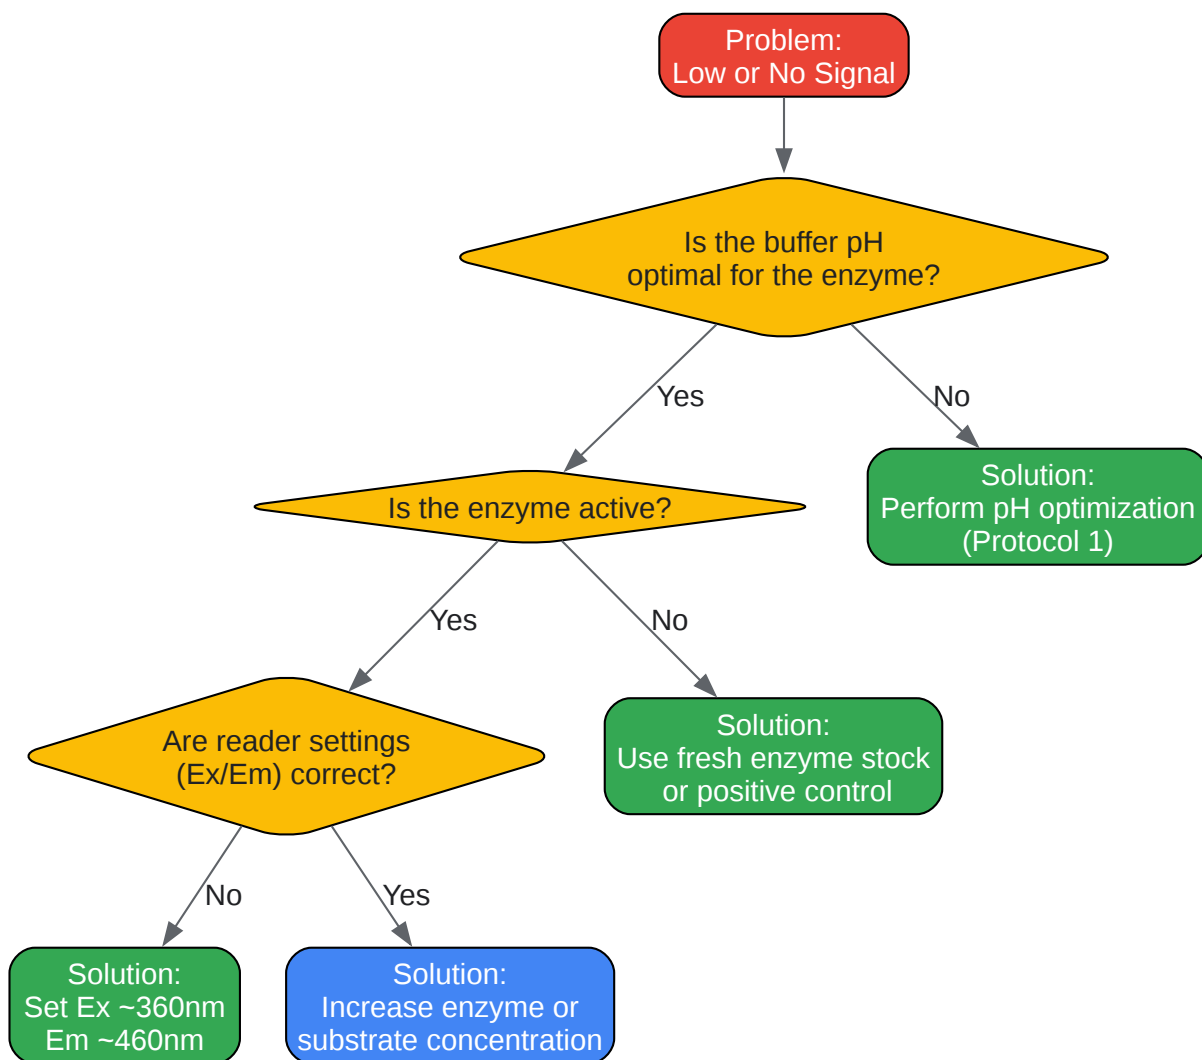 Problem:
Low or No Signal
Is the buffer pH
optimal for the enzyme?
Yes
No
Is the enzyme active?
Solution:
Perform pH optimization
(Protocol 1)
Yes
No
Are reader settings
(Ex/Em) correct?
Solution:
Use fresh enzyme stock
or positive control
No
Yes
Solution:
Set Ex ~360nm
Em ~460nm
Solution:
Increase enzyme or
substrate concentration